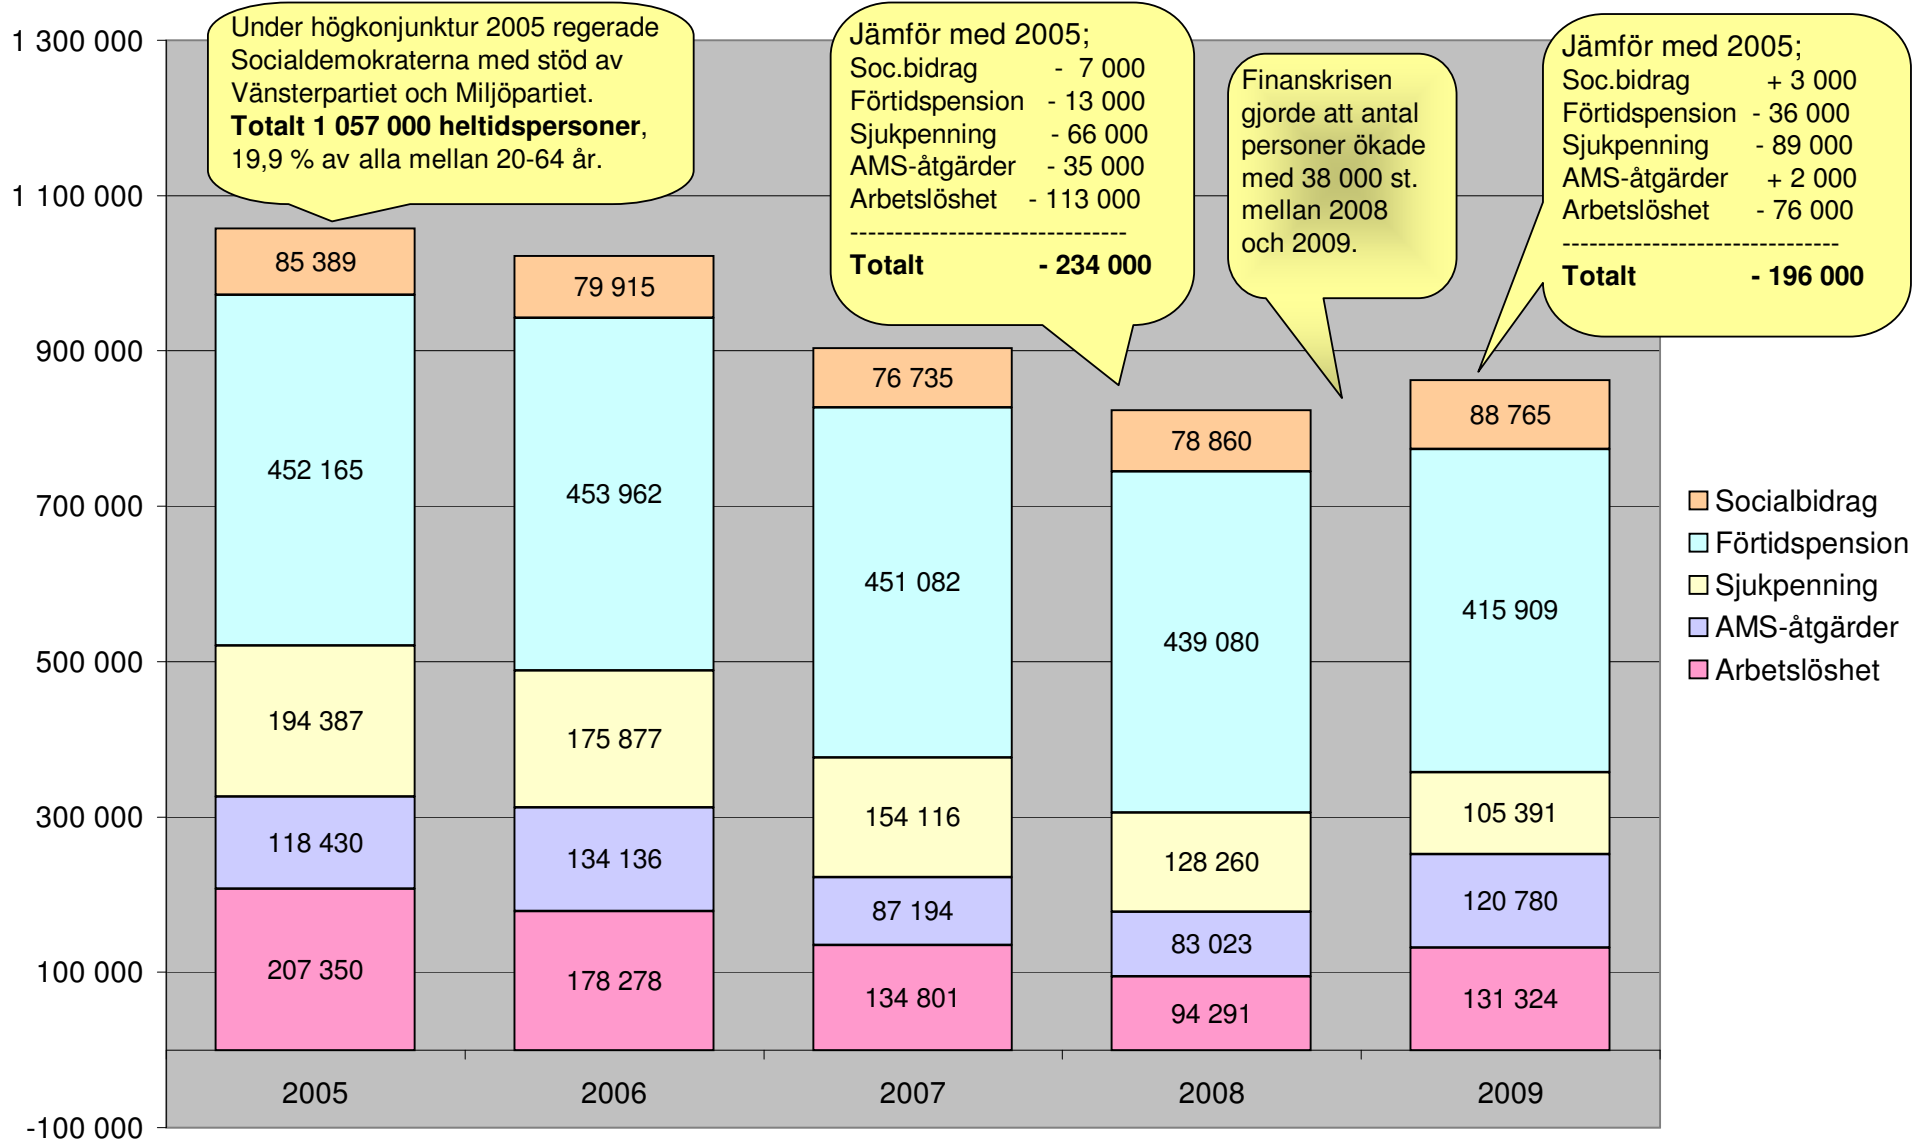 Under högkonjunktur 2005 regerade
Socialdemokraterna med stöd av
Vänsterpartiet och Miljöpartiet.
Totalt 1 057 000 heltidspersoner,
19,9 % av alla mellan 20-64 år.
Jämför med 2005;
Soc.bidrag - 7 000
Förtidspension - 13 000
Sjukpenning - 66 000
AMS-åtgärder - 35 000
Arbetslöshet - 113 000
-------------------------------
Totalt - 234 000
Finanskrisen
gjorde att antal
personer ökade
med 38 000 st.
mellan 2008
och 2009.
Jämför med 2005;
Soc.bidrag + 3 000
Förtidspension - 36 000
Sjukpenning - 89 000
AMS-åtgärder + 2 000
Arbetslöshet - 76 000
-------------------------------
Totalt - 196 000
1 300 000
1 100 000
900 000
700 000
500 000
300 000
100 000
-100 000
85 389
452 165
194 387
118 430
207 350
79 915
453 962
175 877
134 136
178 278
76 735
451 082
154 116
87 194
134 801
78 860
439 080
128 260
83 023
94 291
88 765
415 909
105 391
120 780
131 324
2005 2006 2007 2008 2009
Socialbidrag
Förtidspension
Sjukpenning
AMS-åtgärder
Arbetslöshet